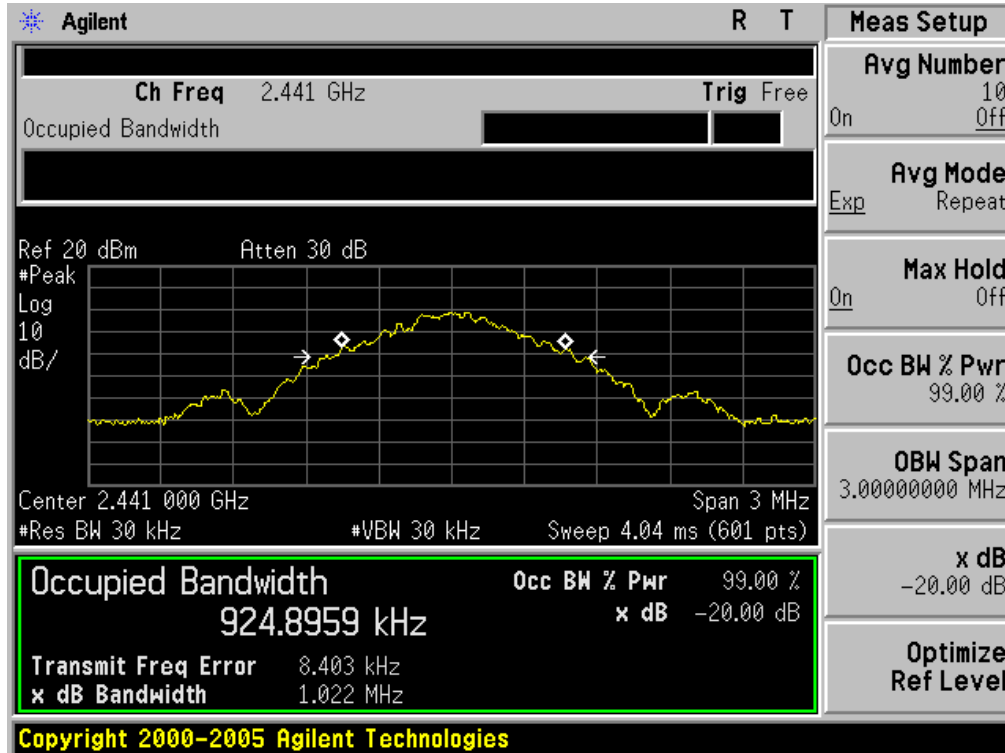 Agilent R T
Ch Freq 2.441 GHz Trig Free
Occupied Bandwidth
Ref 20 dBm Atten 30 dB
#Peak
Log
10
dB/
Center 2.441 000 GHz Span 3 MHz
#Res BW 30 kHz #VBW 30 kHz Sweep 4.04 ms (601 pts)
Occupied Bandwidth
924.8959 kHz
Occ BW % Pwr 99.00 %
x dB -20.00 dB
Transmit Freq Error 8.403 kHz
x dB Bandwidth 1.022 MHz
Copyright 2000-2005 Agilent Technologies
Meas Setup
Avg Number
10
On Off
Avg Mode
Exp Repeat
Max Hold
On Off
Occ BW % Pwr
99.00 %
OBW Span
3.00000000 MHz
x dB
-20.00 dB
Optimize
Ref Level